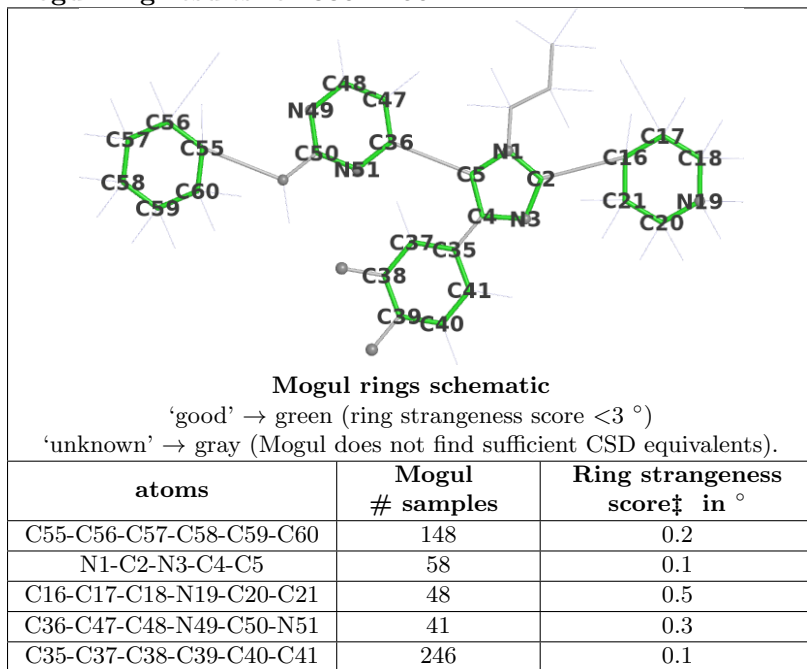 C48
N49
C47
C56
C57
C55
C50
C36
N51
N1
C17
C16
C18
C5
C2
C58
C60
C59
C4
N3
C21
N19
C20
C37
C35
C38
C41
C39
C40
Mogul rings schematic
‘good’ → green (ring strangeness score <3 °)
‘unknown’ → gray (Mogul does not find sufficient CSD equivalents).
atoms Mogul # samples Ring strangeness score‡ in °
C55-C56-C57-C58-C59-C60 148 0.2
N1-C2-N3-C4-C5 58 0.1
C16-C17-C18-N19-C20-C21 48 0.5
C36-C47-C48-N49-C50-N51 41 0.3
C35-C37-C38-C39-C40-C41 246 0.1